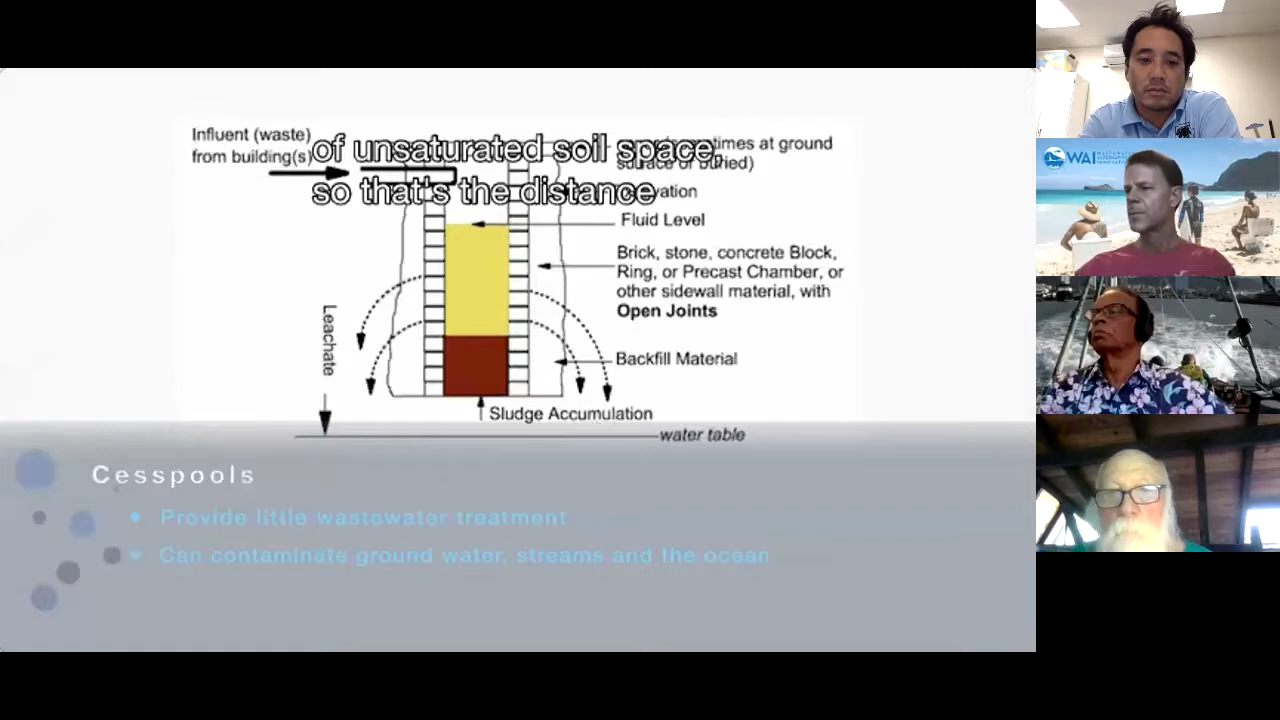 Influent (waste)
from building(s)
of unsaturated soil space,
so that's the distance
times at ground
surface or buried)
Fluid Level
Brick, stone, concrete Block,
Ring, or Precast Chamber, or
other sidewall material, with
Open Joints
Leachate
Backfill Material
Sludge Accumulation
water table
Cesspools
• Provide little wastewater treatment
• Can contaminate ground water, streams and the ocean
WAI